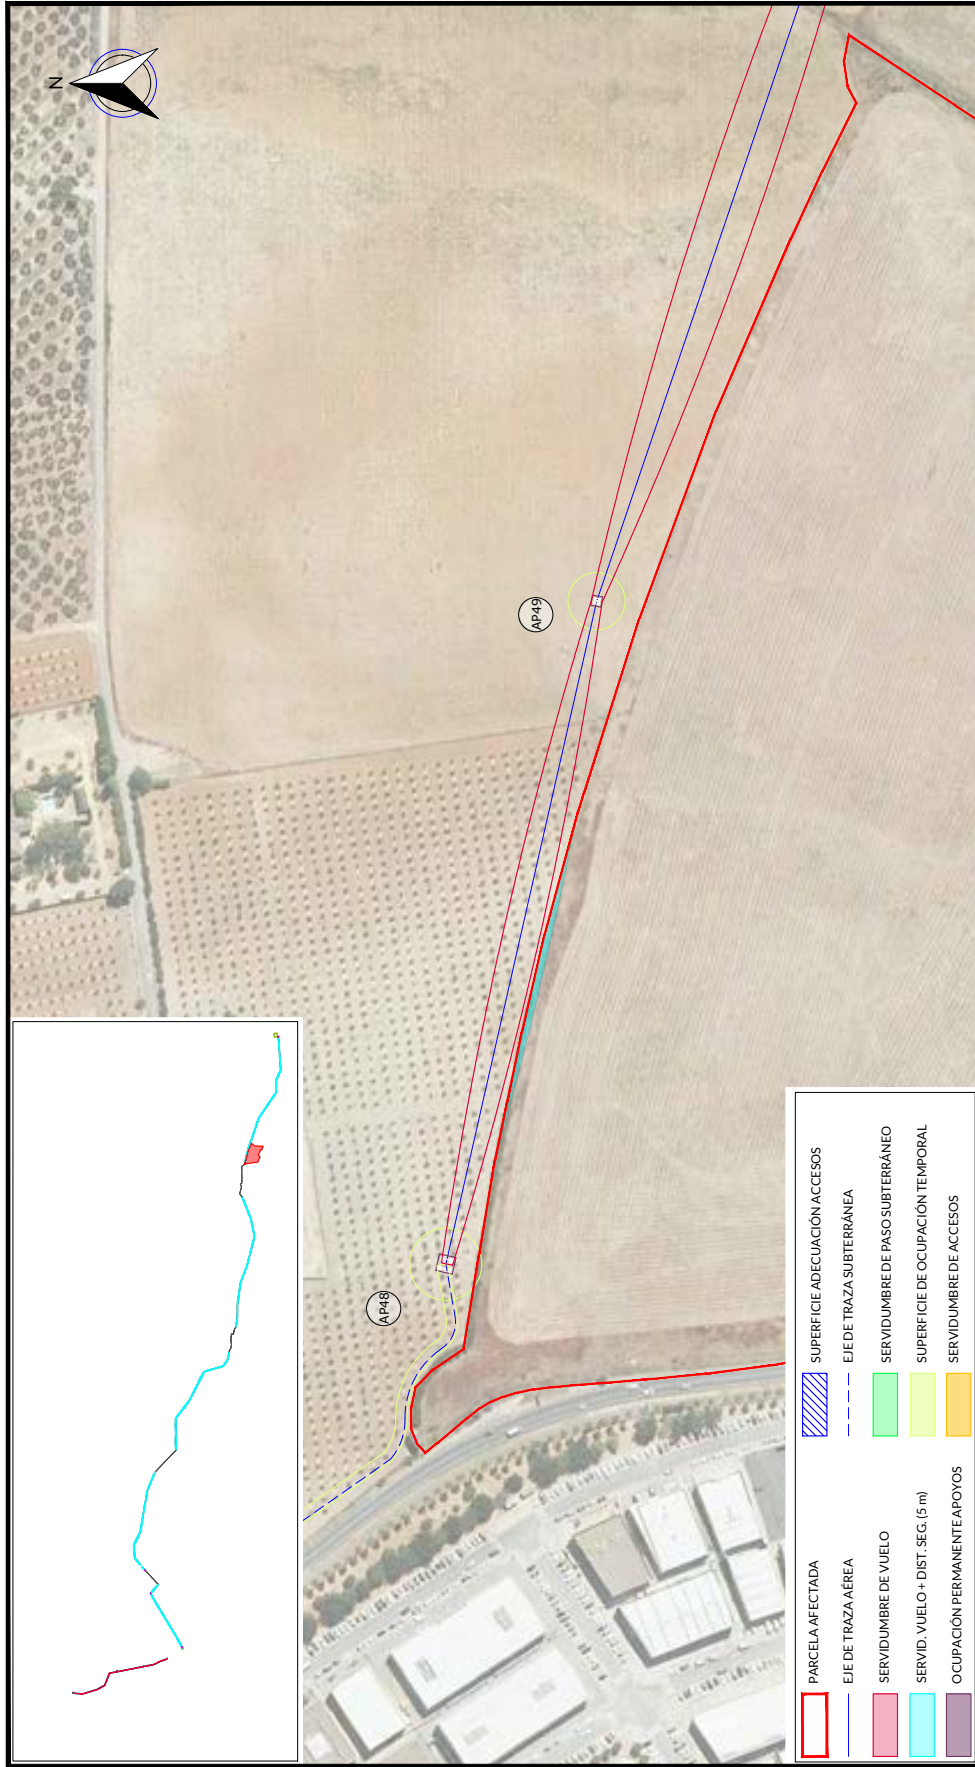 N
AP49
AP48
PARCELA AFECTADA
EJE DE TRAZA AÉREA
SERVIDUMBRE DE VUELO
SERVID. VUELO + DIST. SEG. (5 m)
OCUPACIÓN PERMANENTE APOYOS
SUPERFICIE ADECUACIÓN ACCESOS
EJE DE TRAZA SUBTERRÁNEA
SERVIDUMBRE DE PASO SUBTERRÁNEO
SUPERFICIE DE OCUPACIÓN TEMPORAL
SERVIDUMBRE DE ACCESOS